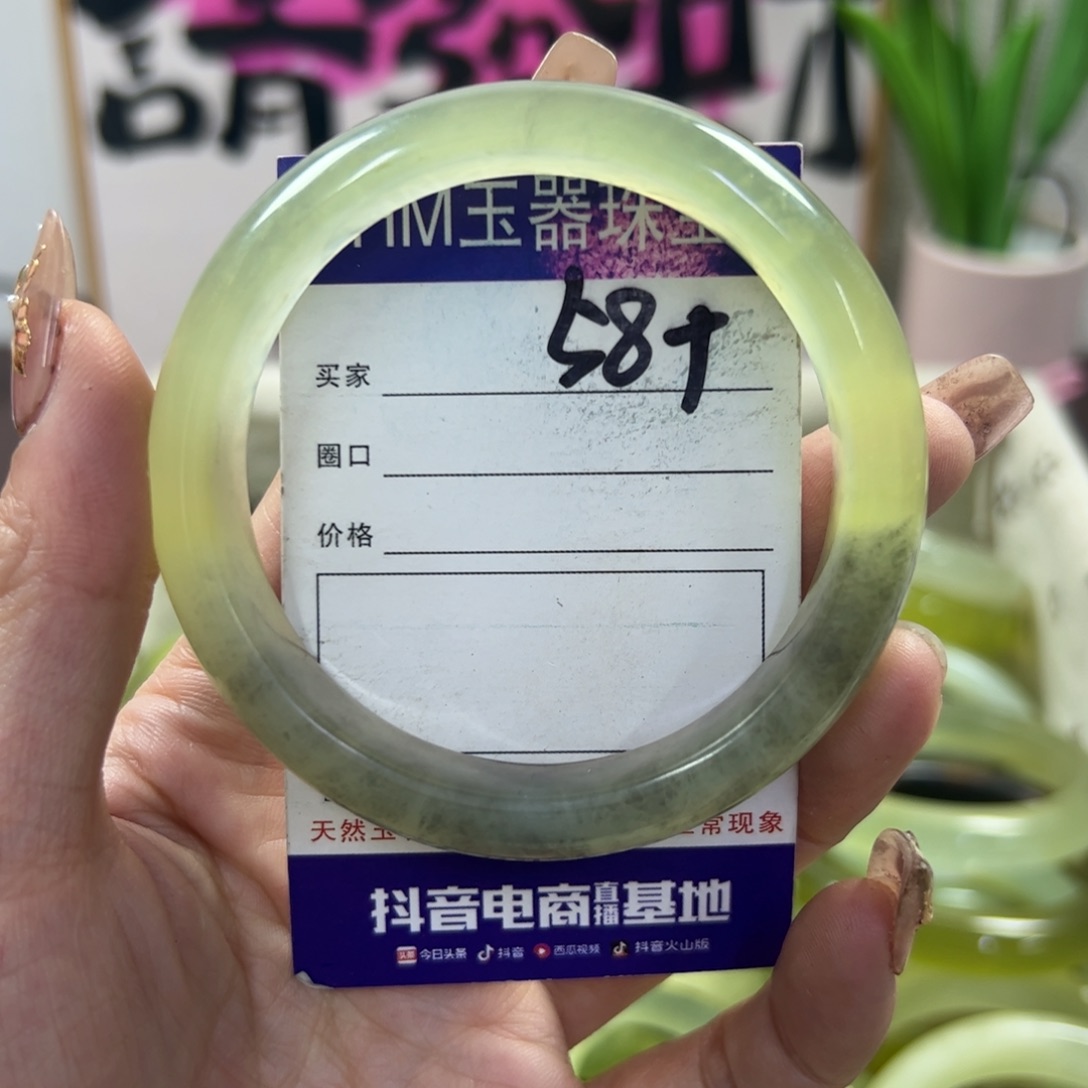 玉器珠宝
58+
买家
圈口
价格
天然玉
常现象
抖音电商直播基地
头条 今日头条 抖音 西瓜视频 抖音火山版